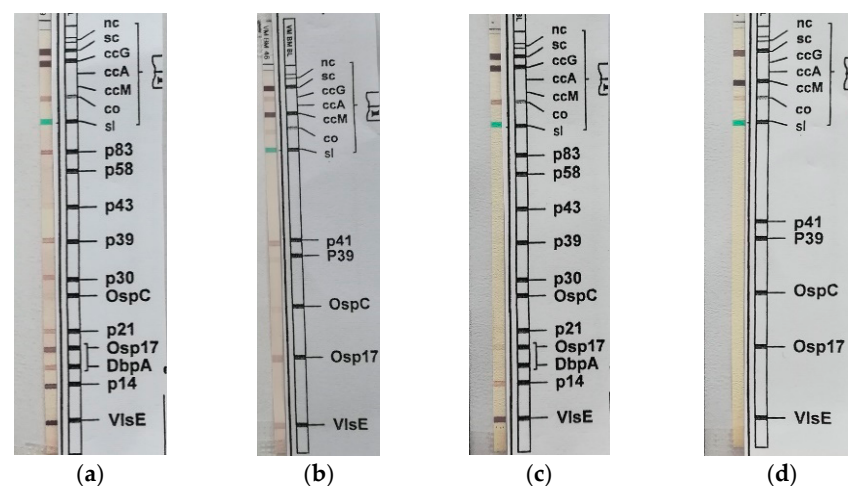 nc
sc
ccG
ccA
ccM
co
sl
p83
p58
p43
p39
p30
OspC
p21
Osp17
DbpA
p14
VlsE
(a)
VM BM BL
nc
sc
ccG
ccA
ccM
co
sl
p41
P39
OspC
Osp17
VlsE
(b)
nc
sc
ccG
ccA
ccM
co
sl
p83
p58
p43
p39
p30
OspC
p21
Osp17
DbpA
p14
VlsE
(c)
nc
sc
ccG
ccA
ccM
co
sl
p41
P39
OspC
Osp17
VlsE
(d)